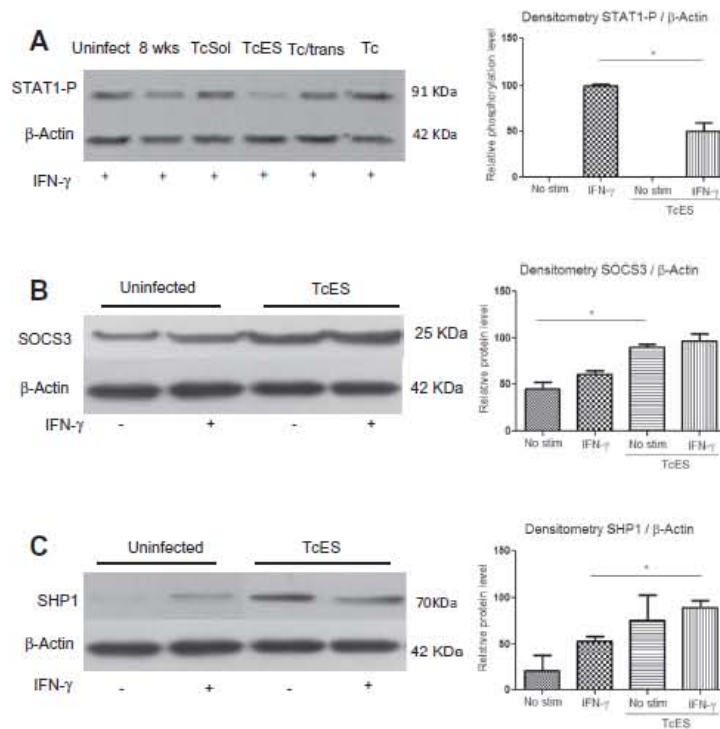 A
Uninfect 8 wks TcSol TcES Tc/trans Tc
STAT1-P
91 KDa
β-Actin
42 KDa
IFN-γ + + + + + +
Densitometry STAT1-P / β-Actin
Relative phosphorylation level
150
100
50
0
*
No stim IFN-γ No stim IFN-γ
TcES
B
Uninfected TcES
SOCS3
25 KDa
β-Actin
42 KDa
IFN-γ - + - +
Densitometry SOCS3 / β-Actin
Relative protein level
150
100
50
0
*
No stim IFN-γ No stim IFN-γ
TcES
C
Uninfected TcES
SHP1
70KDa
β-Actin
42 KDa
IFN-γ - + - +
Densitometry SHP1 / β-Actin
Relative protein level
150
100
50
0
*
No stim IFN-γ No stim IFN-γ
TcES